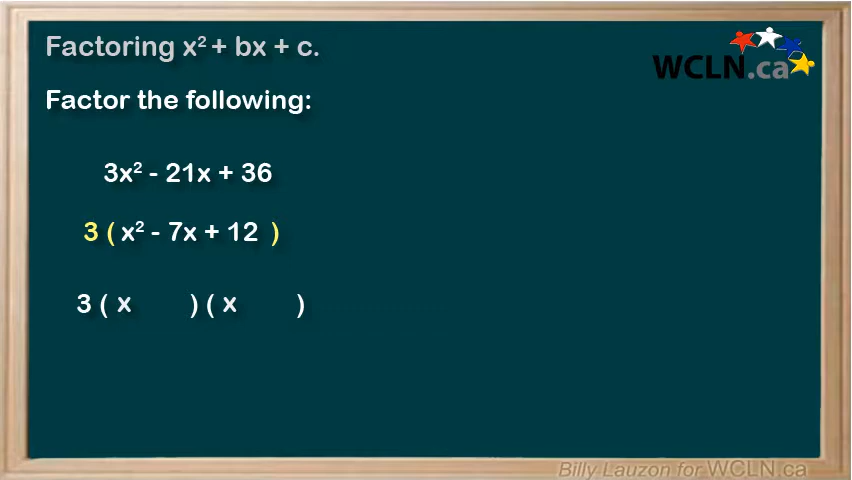 Factoring x² + bx + c.
WCLN.ca
Factor the following:
3x² - 21x + 36
3 ( x² - 7x + 12 )
3 ( x ) ( x )
Billy Lauzon for WCLN.ca